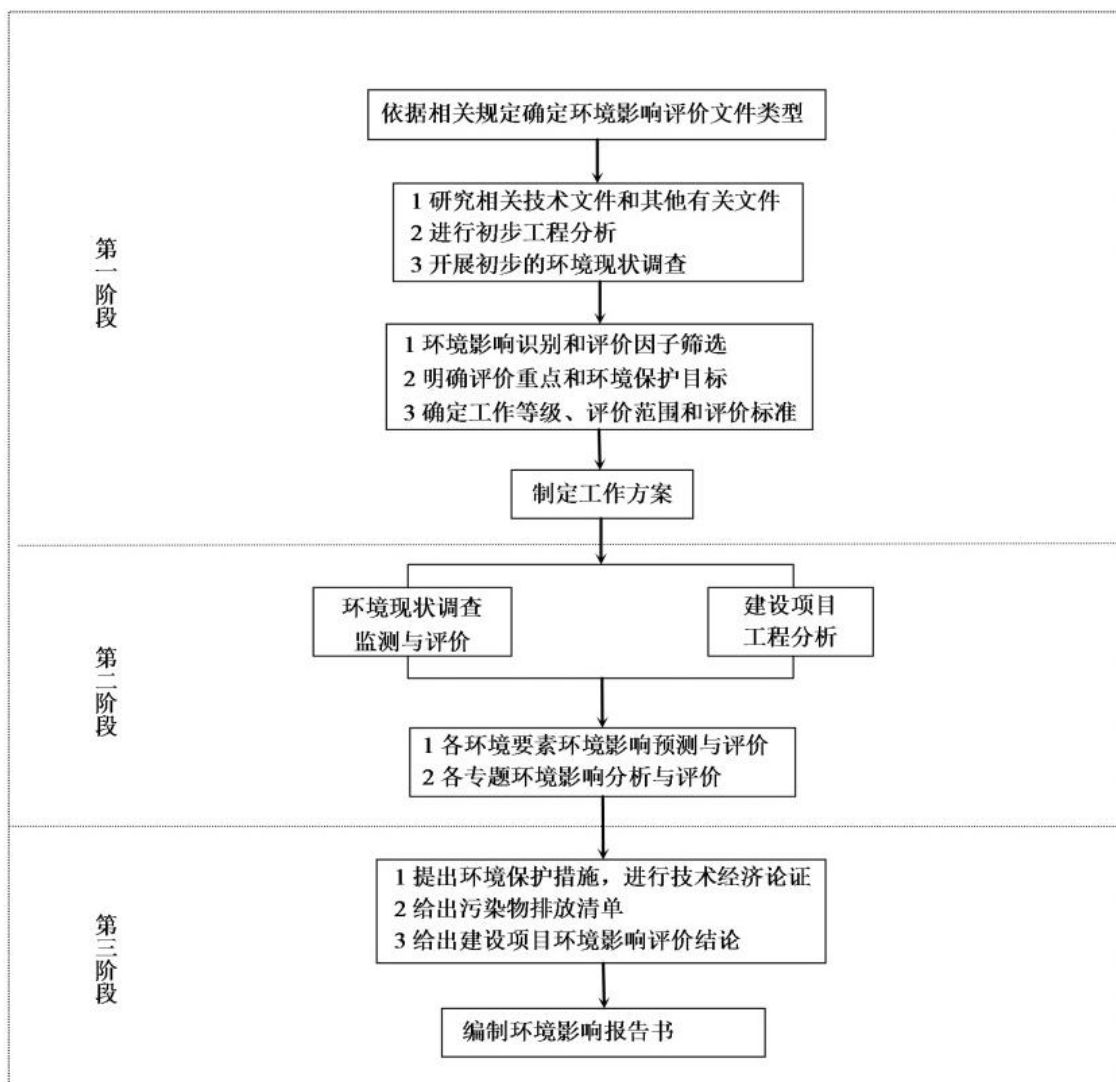 依据相关规定确定环境影响评价文件类型
1 研究相关技术文件和其他有关文件
2 进行初步工程分析
3 开展初步的环境现状调查
第一阶段
1 环境影响识别和评价因子筛选
2 明确评价重点和环境保护目标
3 确定工作等级、评价范围和评价标准
制定工作方案
环境现状调查
监测与评价
建设项目
工程分析
第二阶段
1 各环境要素环境影响预测与评价
2 各专题环境影响分析与评价
1 提出环境保护措施，进行技术经济论证
2 给出污染物排放清单
3 给出建设项目环境影响评价结论
第三阶段
编制环境影响报告书